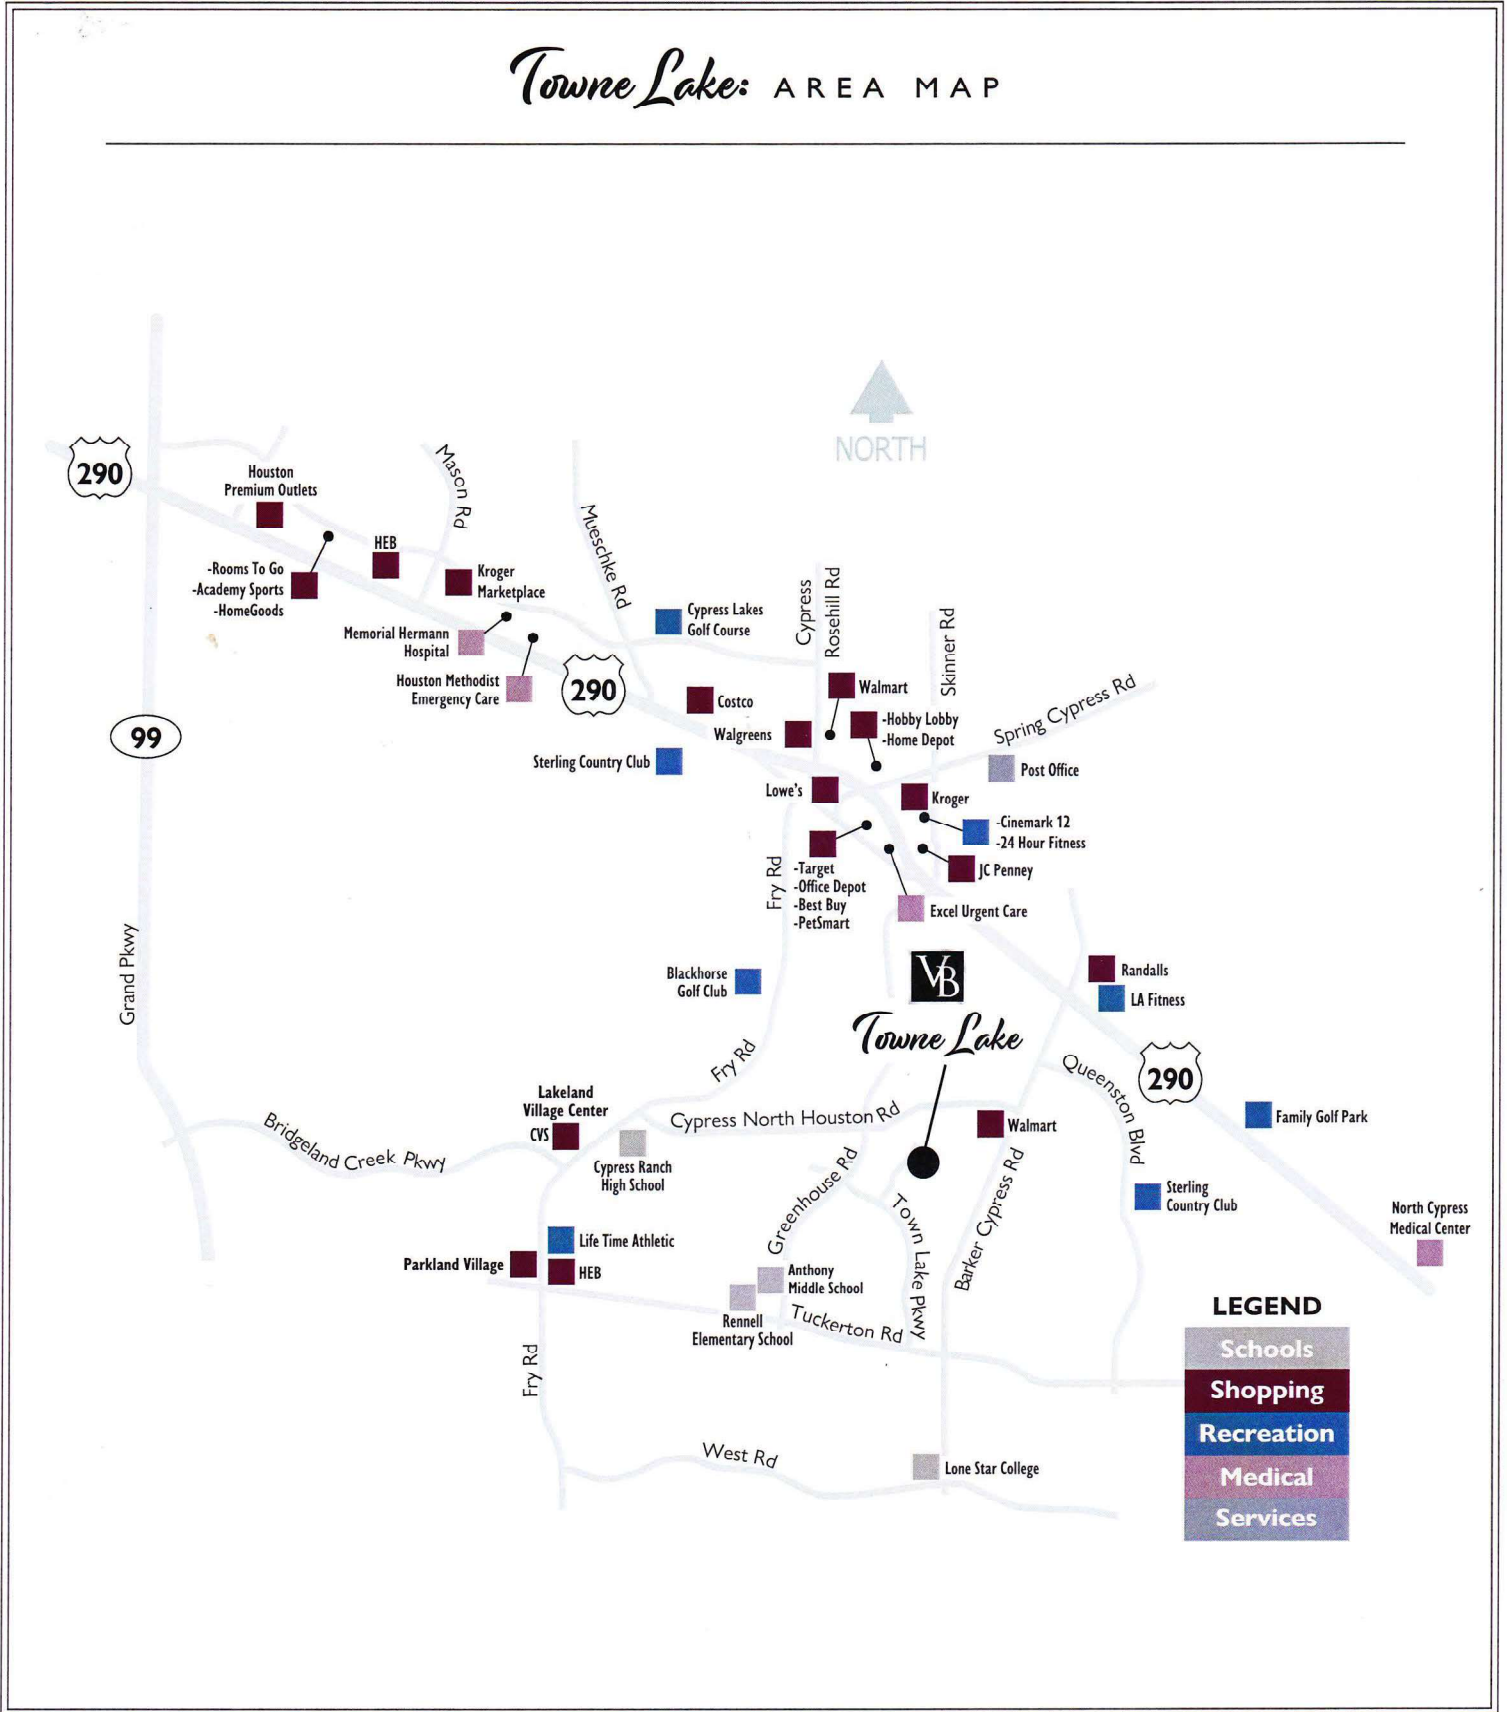 Towne Lake: AREA MAP
NORTH
290
Houston
Premium Outlets
Mason Rd
HEB
-Rooms To Go
-Academy Sports
-HomeGoods
Kroger
Marketplace
Mueschke Rd
Memorial Hermann
Hospital
Houston Methodist
Emergency Care
290
Cypress Lakes
Golf Course
Cypress
Rosehill Rd
Skinner Rd
Walmart
Costco
Walgreens
-Hobby Lobby
-Home Depot
Spring Cypress Rd
99
Sterling Country Club
Post Office
Lowe's
Kroger
-Cinemark 12
-24 Hour Fitness
JC Penney
Fry Rd
-Target
-Office Depot
-Best Buy
-PetSmart
Excel Urgent Care
Grand Pkwy
Blackhorse
Golf Club
VB
Towne Lake
Randalls
LA Fitness
Fry Rd
Queenston Blvd
290
Lakeland
Village Center
CVS
Cypress North Houston Rd
Walmart
Family Golf Park
Bridgeland Creek Pkwy
Cypress Ranch
High School
Greenhouse Rd
Town Lake Pkwy
Barker Cypress Rd
Sterling
Country Club
North Cypress
Medical Center
Life Time Athletic
Parkland Village
HEB
Anthony
Middle School
Rennell
Elementary School
Tuckerton Rd
Fry Rd
West Rd
Lone Star College
LEGEND
Schools
Shopping
Recreation
Medical
Services